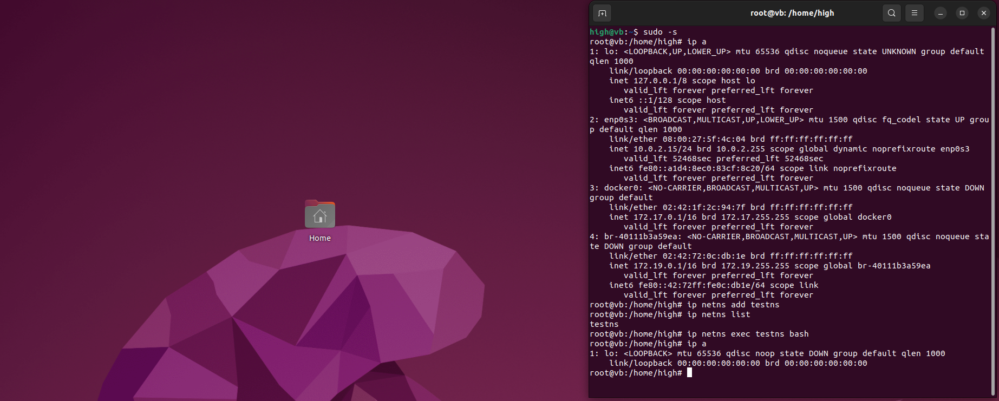 Home
root@vb: /home/high
high@vb:~$ sudo -s
root@vb:/home/high# ip a
1: lo: <LOOPBACK,UP,LOWER_UP> mtu 65536 qdisc noqueue state UNKNOWN group default
qlen 1000
    link/loopback 00:00:00:00:00:00 brd 00:00:00:00:00:00
    inet 127.0.0.1/8 scope host lo
       valid_lft forever preferred_lft forever
    inet6 ::1/128 scope host
       valid_lft forever preferred_lft forever
2: enp0s3: <BROADCAST,MULTICAST,UP,LOWER_UP> mtu 1500 qdisc fq_codel state UP grou
p default qlen 1000
    link/ether 08:00:27:5f:4c:04 brd ff:ff:ff:ff:ff:ff
    inet 10.0.2.15/24 brd 10.0.2.255 scope global dynamic noprefixroute enp0s3
       valid_lft 52468sec preferred_lft 52468sec
    inet6 fe80::a1d4:8ec0:83cf:8c20/64 scope link noprefixroute
       valid_lft forever preferred_lft forever
3: docker0: <NO-CARRIER,BROADCAST,MULTICAST,UP> mtu 1500 qdisc noqueue state DOWN
group default
    link/ether 02:42:1f:2c:94:7f brd ff:ff:ff:ff:ff:ff
    inet 172.17.0.1/16 brd 172.17.255.255 scope global docker0
       valid_lft forever preferred_lft forever
4: br-40111b3a59ea: <NO-CARRIER,BROADCAST,MULTICAST,UP> mtu 1500 qdisc noqueue sta
te DOWN group default
    link/ether 02:42:72:0c:db:1e brd ff:ff:ff:ff:ff:ff
    inet 172.19.0.1/16 brd 172.19.255.255 scope global br-40111b3a59ea
       valid_lft forever preferred_lft forever
    inet6 fe80::42:72ff:fe0c:db1e/64 scope link
       valid_lft forever preferred_lft forever
root@vb:/home/high# ip netns add testns
root@vb:/home/high# ip netns list
testns
root@vb:/home/high# ip netns exec testns bash
root@vb:/home/high# ip a
1: lo: <LOOPBACK> mtu 65536 qdisc noop state DOWN group default qlen 1000
    link/loopback 00:00:00:00:00:00 brd 00:00:00:00:00:00
root@vb:/home/high#